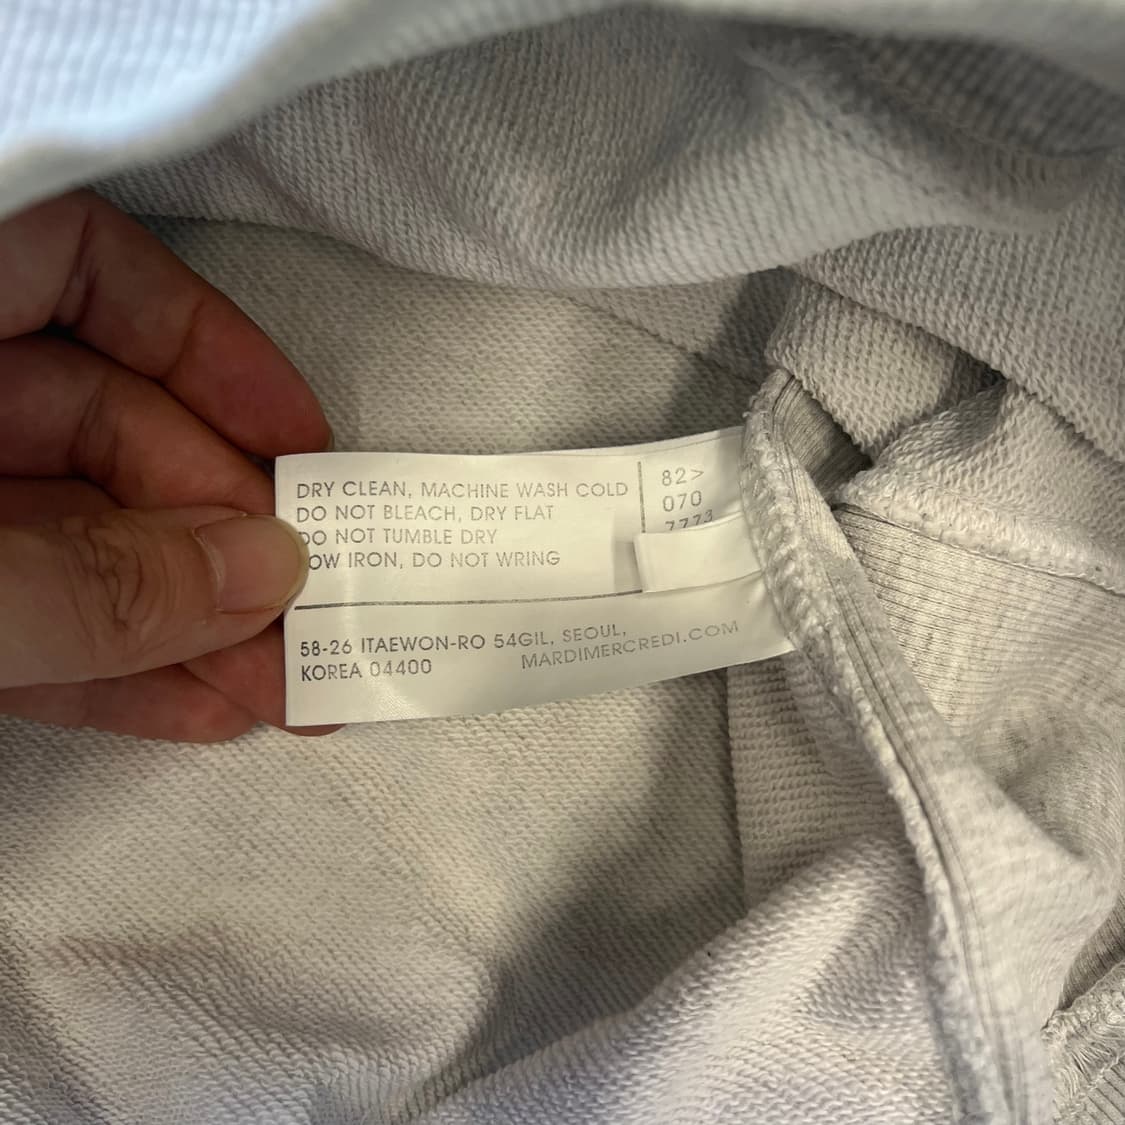 DRY CLEAN, MACHINE WASH COLD
DO NOT BLEACH, DRY FLAT
DO NOT TUMBLE DRY
OW IRON, DO NOT WRING
82>
070
7773
58-26 ITAEWON-RO 54GIL, SEOUL,
KOREA 04400
MARDIMERCREDI.COM